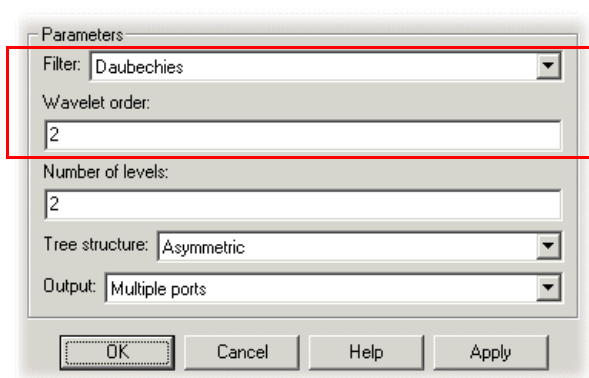 Parameters
Filter: Daubechies
Wavelet order:
2
Number of levels:
2
Tree structure: Asymmetric
Output: Multiple ports
OK Cancel Help Apply